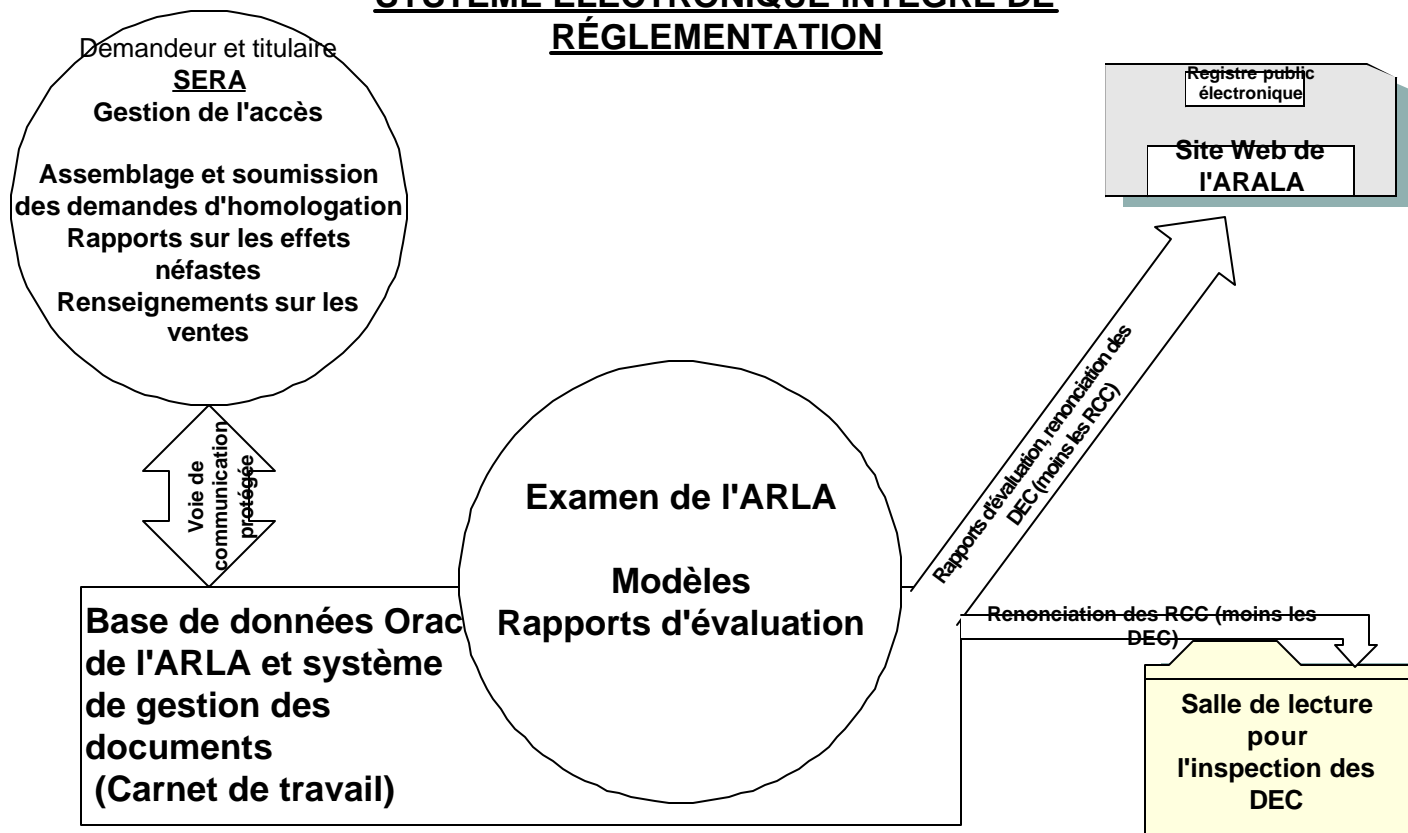 SYSTÈME ÉLECTRONIQUE INTÉGRÉ DE
RÉGLEMENTATION
Demandeur et titulaire
SERA
Gestion de l'accès
Assemblage et soumission
des demandes d'homologation
Rapports sur les effets
néfastes
Renseignements sur les
ventes
Registre public
électronique
Site Web de
l'ARALA
Voie de
communication
protégée
Rapports d'évaluation, renonciation des
DEC (moins les RCC)
Examen de l'ARLA
Modèles
Rapports d'évaluation
Base de données Orac
de l'ARLA et système
de gestion des
documents
(Carnet de travail)
Renonciation des RCC (moins les
DEC)
Salle de lecture
pour
l'inspection des
DEC